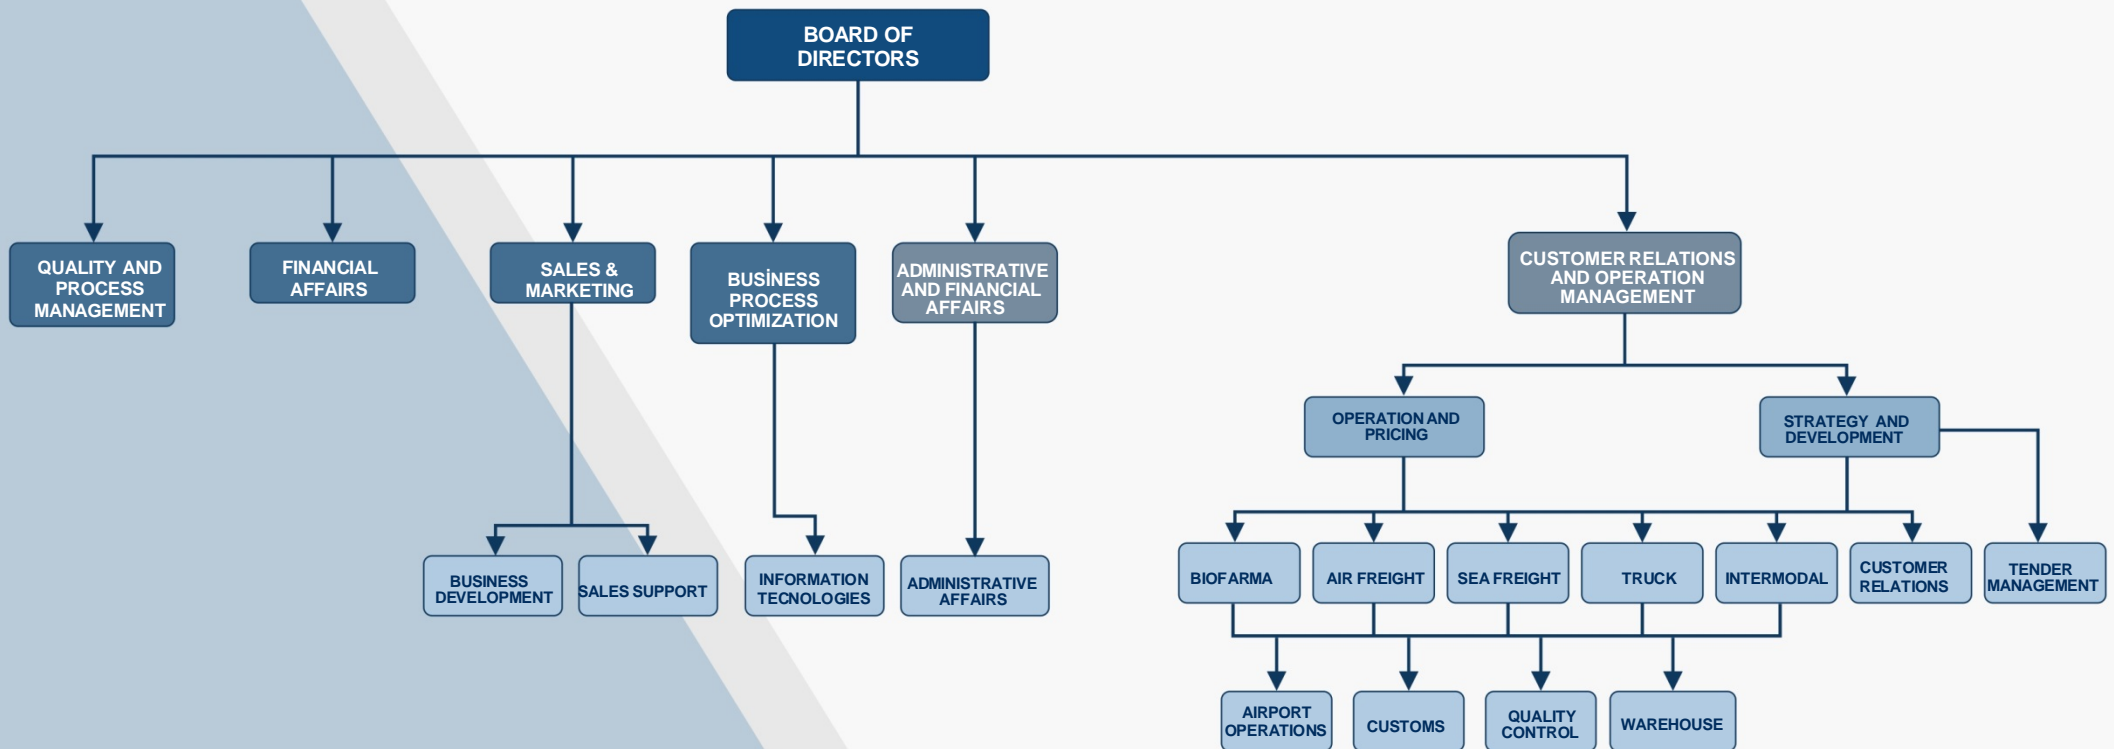 BOARD OF
DIRECTORS
QUALITY AND
PROCESS
MANAGEMENT
FINANCIAL
AFFAIRS
SALES &
MARKETING
BUSİNESS
PROCESS
OPTIMIZATION
ADMINISTRATIVE
AND FINANCIAL
AFFAIRS
CUSTOMER RELATIONS
AND OPERATION
MANAGEMENT
OPERATION AND
PRICING
STRATEGY AND
DEVELOPMENT
BUSINESS
DEVELOPMENT
SALES SUPPORT
INFORMATION
TECNOLOGIES
ADMINISTRATIVE
AFFAIRS
BIOFARMA
AIR FREIGHT
SEA FREIGHT
TRUCK
INTERMODAL
CUSTOMER
RELATIONS
TENDER
MANAGEMENT
AIRPORT
OPERATIONS
CUSTOMS
QUALITY
CONTROL
WAREHOUSE